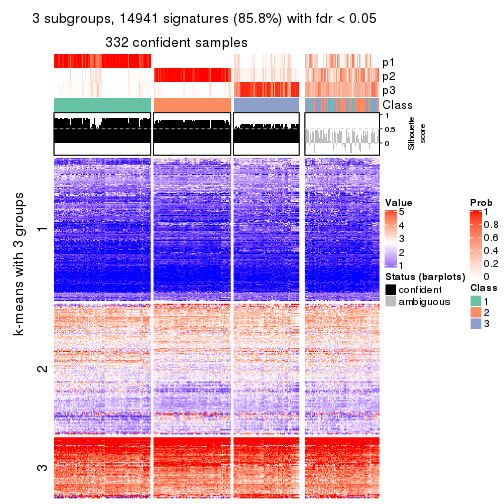 3 subgroups, 14941 signatures (85.8%) with fdr < 0.05
332 confident samples
p1
p2
p3
Class
1
0.5
0
Silhouette
score
k-means with 3 groups
1
2
3
Value
5
4
3
2
1
Status (barplots)
confident
ambiguous
Prob
1
0.8
0.6
0.4
0.2
0
Class
1
2
3